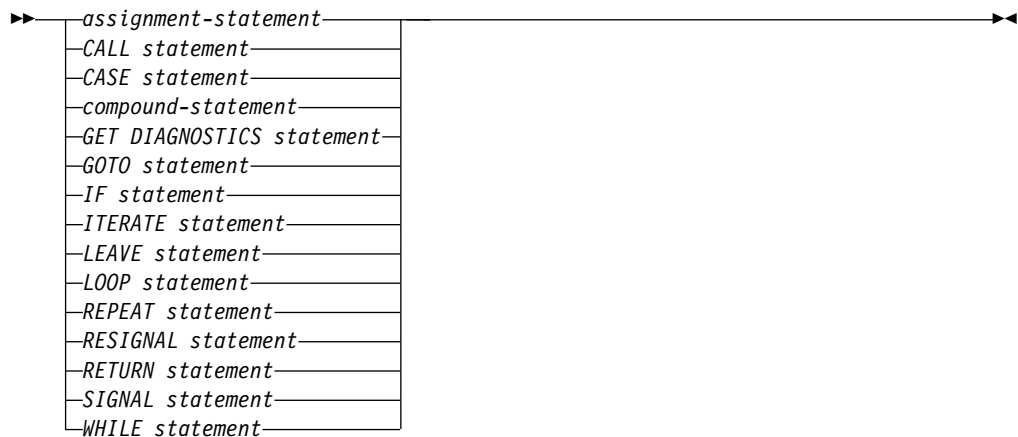 assignment-statement
CALL statement
CASE statement
compound-statement
GET DIAGNOSTICS statement
GOTO statement
IF statement
ITERATE statement
LEAVE statement
LOOP statement
REPEAT statement
RESIGNAL statement
RETURN statement
SIGNAL statement
WHILE statement